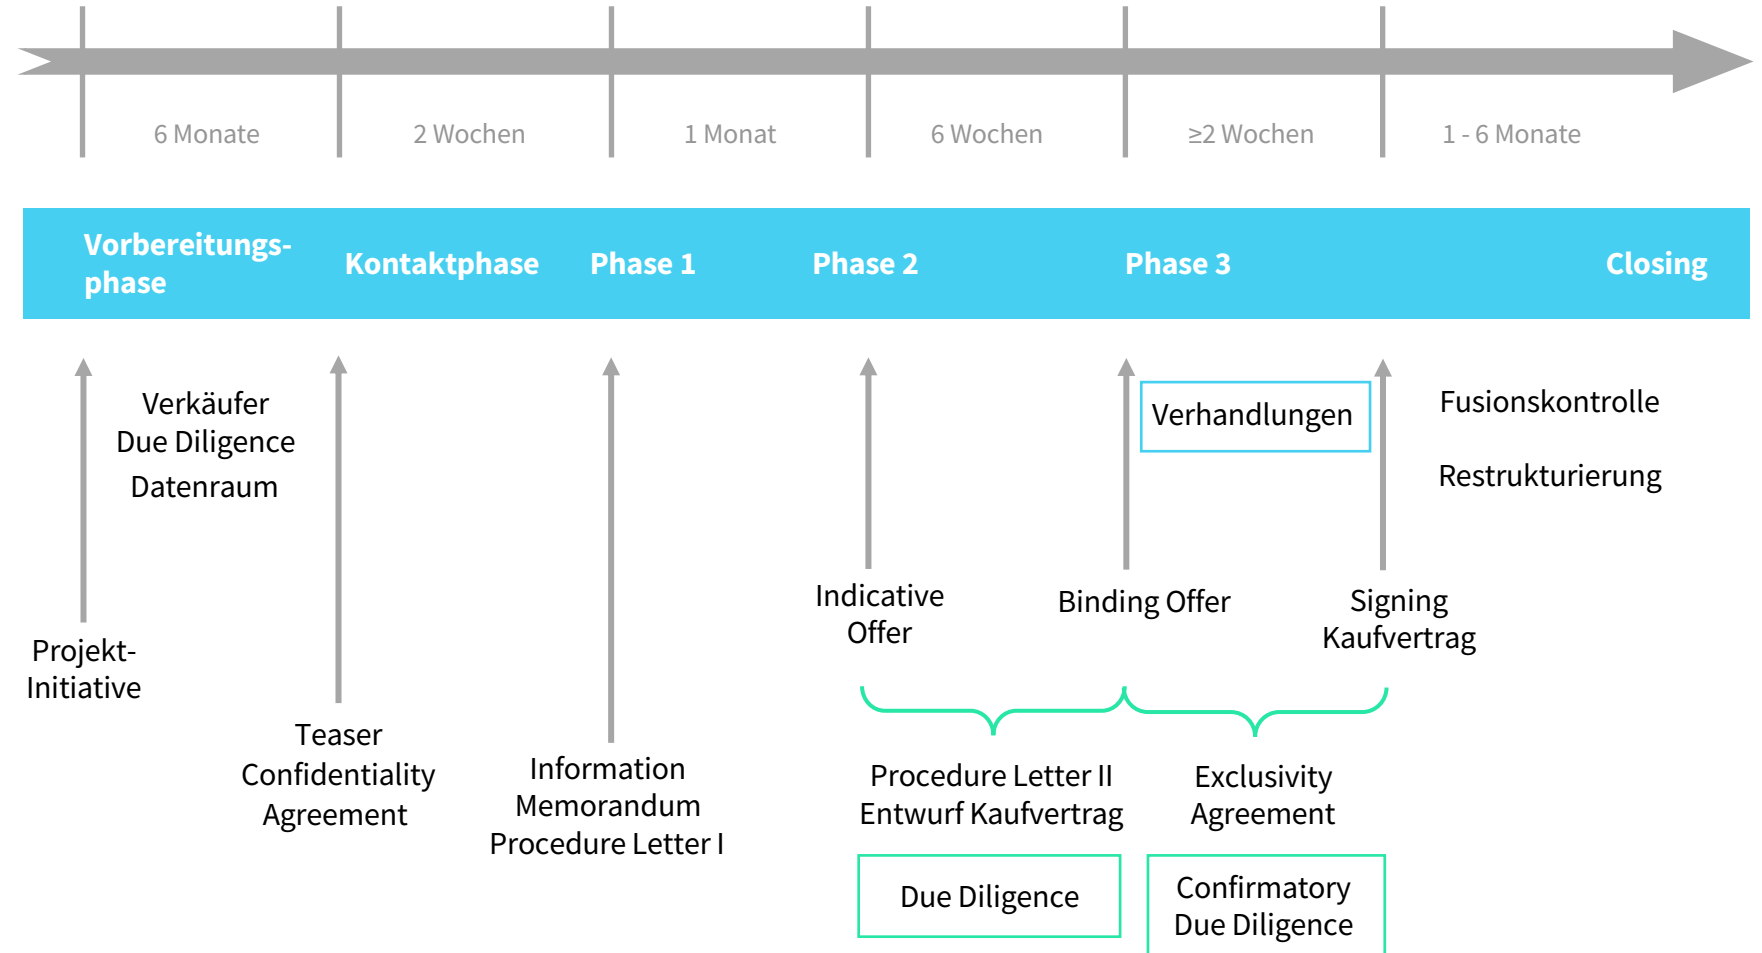 6 Monate
2 Wochen
1 Monat
6 Wochen
≥2 Wochen
1 - 6 Monate
Vorbereitungs-
phase
Kontaktphase
Phase 1
Phase 2
Phase 3
Closing
Verkäufer
Due Diligence
Datenraum
Verhandlungen
Fusionskontrolle
Restrukturierung
Projekt-
Initiative
Teaser
Confidentiality
Agreement
Information
Memorandum
Procedure Letter I
Indicative
Offer
Binding Offer
Signing
Kaufvertrag
Procedure Letter II
Entwurf Kaufvertrag
Exclusivity
Agreement
Due Diligence
Confirmatory
Due Diligence